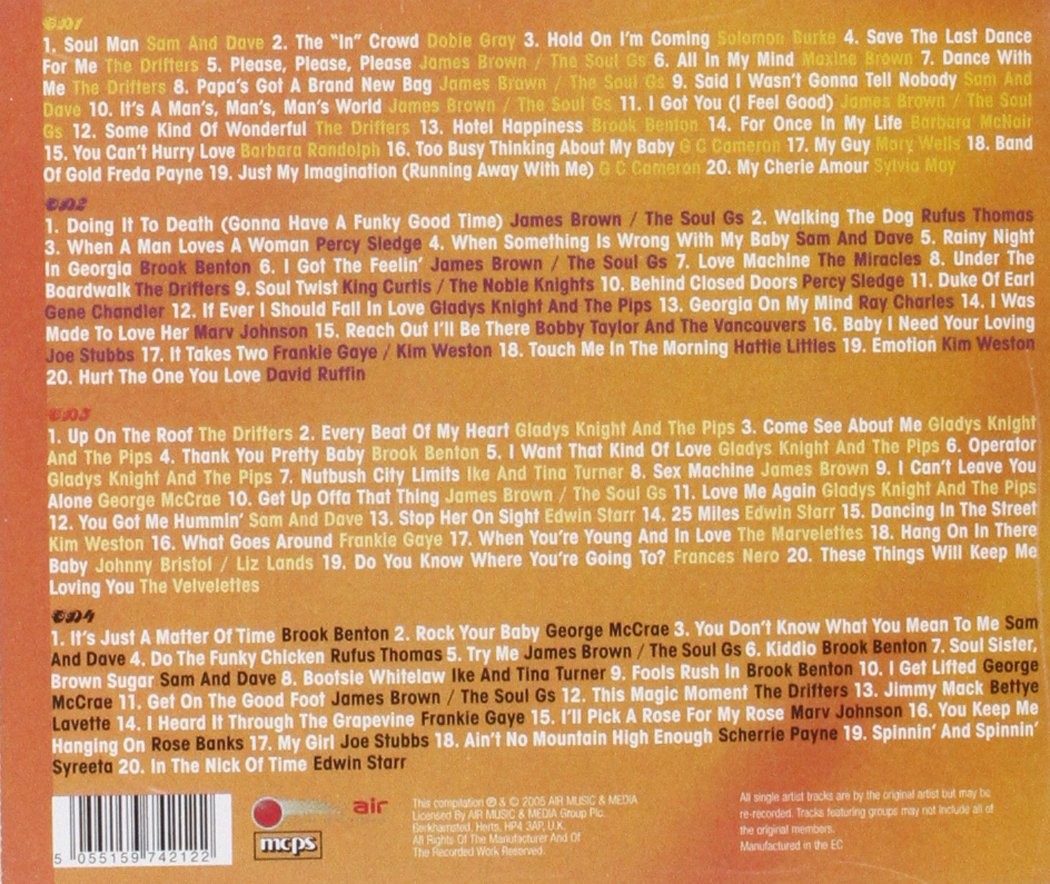 CD1
1. Soul Man Sam And Dave 2. The "In" Crowd Dobie Gray 3. Hold On I'm Coming Solomon Burke 4. Save The Last Dance
For Me The Drifters 5. Please, Please, Please James Brown / The Soul Gs 6. All In My Mind Maxine Brown 7. Dance With
Me The Drifters 8. Papa's Got A Brand New Bag James Brown / The Soul Gs 9. Said I Wasn't Gonna Tell Nobody Sam And
Dave 10. It's A Man's, Man's, Man's World James Brown / The Soul Gs 11. I Got You (I Feel Good) James Brown / The Soul
Gs 12. Some Kind Of Wonderful The Drifters 13. Hotel Happiness Brook Benton 14. For Once In My Life Barbara McNair
15. You Can't Hurry Love Barbara Randolph 16. Too Busy Thinking About My Baby G C Cameron 17. My Guy Mary Wells 18. Band
Of Gold Freda Payne 19. Just My Imagination (Running Away With Me) G C Cameron 20. My Cherie Amour Sylvia Moy
CD2
1. Doing It To Death (Gonna Have A Funky Good Time) James Brown / The Soul Gs 2. Walking The Dog Rufus Thomas
3. When A Man Loves A Woman Percy Sledge 4. When Something Is Wrong With My Baby Sam And Dave 5. Rainy Night
In Georgia Brook Benton 6. I Got The Feelin' James Brown / The Soul Gs 7. Love Machine The Miracles 8. Under The
Boardwalk The Drifters 9. Soul Twist King Curtis / The Noble Knights 10. Behind Closed Doors Percy Sledge 11. Duke Of Earl
Gene Chandler 12. If Ever I Should Fall In Love Gladys Knight And The Pips 13. Georgia On My Mind Ray Charles 14. I Was
Made To Love Her Marv Johnson 15. Reach Out I'll Be There Bobby Taylor And The Vancouvers 16. Baby I Need Your Loving
Joe Stubbs 17. It Takes Two Frankie Gaye / Kim Weston 18. Touch Me In The Morning Hattie Littles 19. Emotion Kim Weston
20. Hurt The One You Love David Ruffin
CD3
1. Up On The Roof The Drifters 2. Every Beat Of My Heart Gladys Knight And The Pips 3. Come See About Me Gladys Knight
And The Pips 4. Thank You Pretty Baby Brook Benton 5. I Want That Kind Of Love Gladys Knight And The Pips 6. Operator
Gladys Knight And The Pips 7. Nutbush City Limits Ike And Tina Turner 8. Sex Machine James Brown 9. I Can't Leave You
Alone George McCrae 10. Get Up Offa That Thing James Brown / The Soul Gs 11. Love Me Again Gladys Knight And The Pips
12. You Got Me Hummin' Sam And Dave 13. Stop Her On Sight Edwin Starr 14. 25 Miles Edwin Starr 15. Dancing In The Street
Kim Weston 16. What Goes Around Frankie Gaye 17. When You're Young And In Love The Marvelettes 18. Hang On In There
Baby Johnny Bristol / Liz Lands 19. Do You Know Where You're Going To? Frances Nero 20. These Things Will Keep Me
Loving You The Velvelettes
CD4
1. It's Just A Matter Of Time Brook Benton 2. Rock Your Baby George McCrae 3. You Don't Know What You Mean To Me Sam
And Dave 4. Do The Funky Chicken Rufus Thomas 5. Try Me James Brown / The Soul Gs 6. Kiddio Brook Benton 7. Soul Sister,
Brown Sugar Sam And Dave 8. Bootsie Whitelaw Ike And Tina Turner 9. Fools Rush In Brook Benton 10. I Get Lifted George
McCrae 11. Get On The Good Foot James Brown / The Soul Gs 12. This Magic Moment The Drifters 13. Jimmy Mack Bettye
Lavette 14. I Heard It Through The Grapevine Frankie Gaye 15. I'll Pick A Rose For My Rose Marv Johnson 16. You Keep Me
Hanging On Rose Banks 17. My Girl Joe Stubbs 18. Ain't No Mountain High Enough Scherrie Payne 19. Spinnin' And Spinnin'
Syreeta 20. In The Nick Of Time Edwin Starr
5 055159 742122
mcps
air
This compilation ℗ & © 2005 AIR MUSIC & MEDIA
Licensed By AIR MUSIC & MEDIA Group Plc.
Berkhamsted, Herts, HP4 3AP, U.K.
All Rights Of The Manufacturer And Of
The Recorded Work Reserved.
All single artist tracks are by the original artist but may be
re-recorded. Tracks featuring groups may not include all of
the original members.
Manufactured in the EC